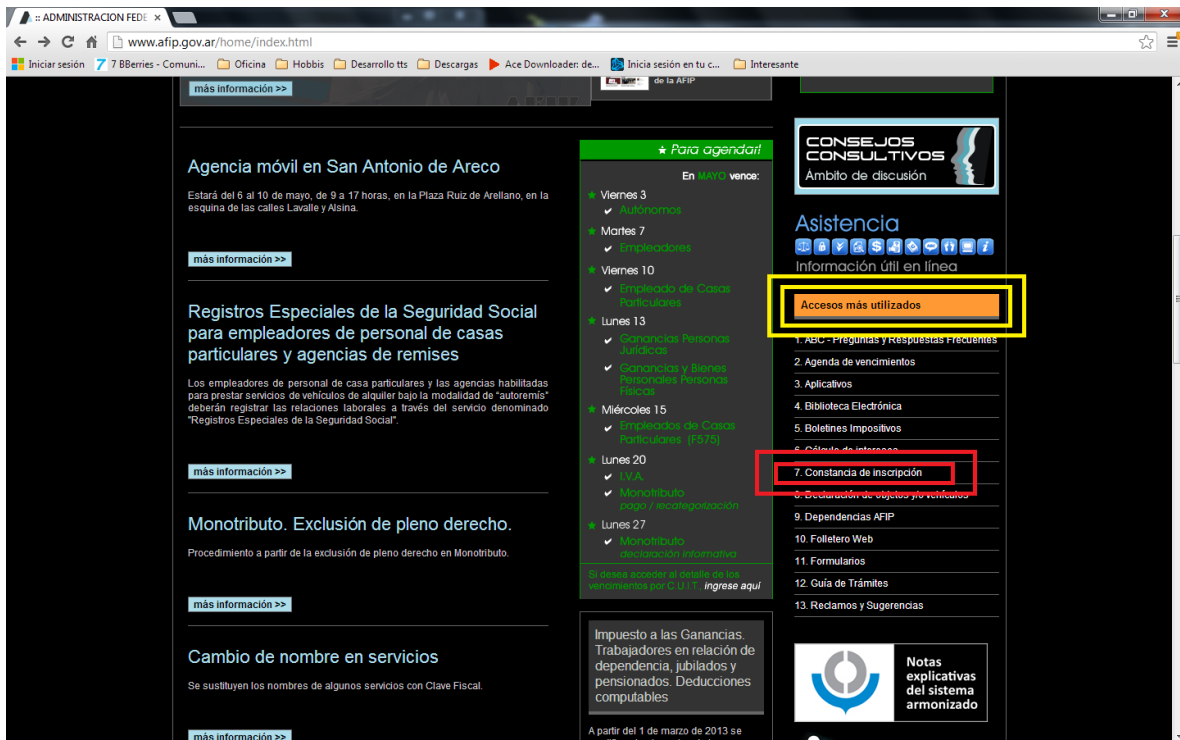 :: ADMINISTRACION FEDE
www.afip.gov.ar/home/index.html
Iniciar sesión
7 BBerries - Comuni...
Oficina
Hobbis
Desarrollo tts
Descargas
Ace Downloader: de...
Inicia sesión en tu c...
Interesante
más información >>
de la AFIP
Agencia móvil en San Antonio de Areco
Estará del 6 al 10 de mayo, de 9 a 17 horas, en la Plaza Ruiz de Arellano, en la
esquina de las calles Lavalle y Alsina.
más información >>
Registros Especiales de la Seguridad Social
para empleadores de personal de casas
particulares y agencias de remises
Los empleadores de personal de casa particulares y las agencias habilitadas
para prestar servicios de vehículos de alquiler bajo la modalidad de "autoremís"
deberán registrar las relaciones laborales a través del servicio denominado
"Registros Especiales de la Seguridad Social".
más información >>
Monotributo. Exclusión de pleno derecho.
Procedimiento a partir de la exclusión de pleno derecho en Monotributo.
más información >>
Cambio de nombre en servicios
Se sustituyen los nombres de algunos servicios con Clave Fiscal.
más información >>
Para agendar!
En MAYO vence:
Viernes 3
Autónomos
Martes 7
Empleadores
Viernes 10
Empleado de Casas
Particulares
Lunes 13
Ganancias Personas
Jurídicas
Ganancias y Bienes
Personales Personas
Físicas
Miércoles 15
Empleados de Casas
Particulares (F575)
Lunes 20
I.V.A.
Monotributo
pago / recategorización
Lunes 27
Monotributo
declaración informativa
Si desea acceder al detalle de los
vencimientos por C.U.I.T. ingrese aquí
Impuesto a las Ganancias.
Trabajadores en relación de
dependencia, jubilados y
pensionados. Deducciones
computables
A partir del 1 de marzo de 2013 se
CONSEJOS
CONSULTIVOS
Ambito de discusión
Asistencia
Información útil en línea
Accesos más utilizados
1. ABC - Preguntas y Respuestas Frecuentes
2. Agenda de vencimientos
3. Aplicativos
4. Biblioteca Electrónica
5. Boletines Impositivos
6. Cálculo de intereses
7. Constancia de inscripción
8. Declaración de objetos y/o vehículos
9. Dependencias AFIP
10. Folletero Web
11. Formularios
12. Guía de Trámites
13. Reclamos y Sugerencias
Notas
explicativas
del sistema
armonizado